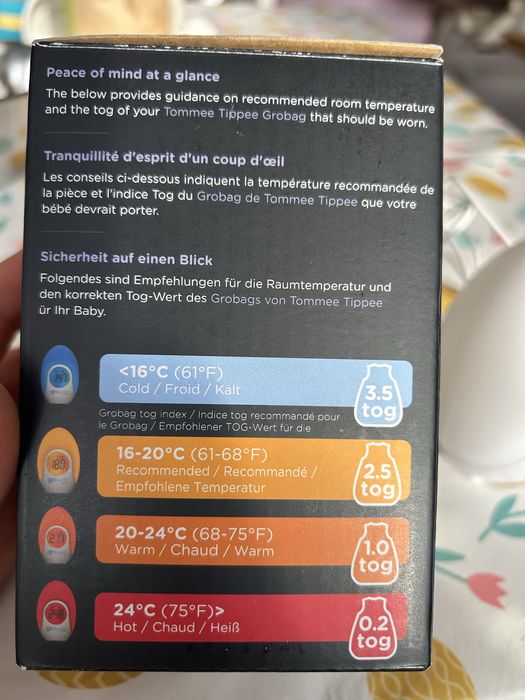 Peace of mind at a glance
The below provides guidance on recommended room temperature
and the tog of your Tommee Tippee Grobag that should be worn.
Tranquillité d'esprit d'un coup d'œil
Les conseils ci-dessous indiquent la température recommandée de
la pièce et l'indice Tog du Grobag de Tommee Tippee que votre
bébé devrait porter.
Sicherheit auf einen Blick
Folgendes sind Empfehlungen für die Raumtemperatur und
den korrekten Tog-Wert des Grobags von Tommee Tippee
ür Ihr Baby.
<16°C (61°F)
Cold / Froid / Kalt
3.5
tog
Grobag tog index / Indice tog recommandé pour
le Grobag / Empfohlener TOG-Wert für die
16-20°C (61-68°F)
Recommended / Recommandé /
Empfohlene Temperatur
2.5
tog
20-24°C (68-75°F)
Warm / Chaud / Warm
1.0
tog
24°C (75°F)>
Hot / Chaud / Heiß
0.2
tog